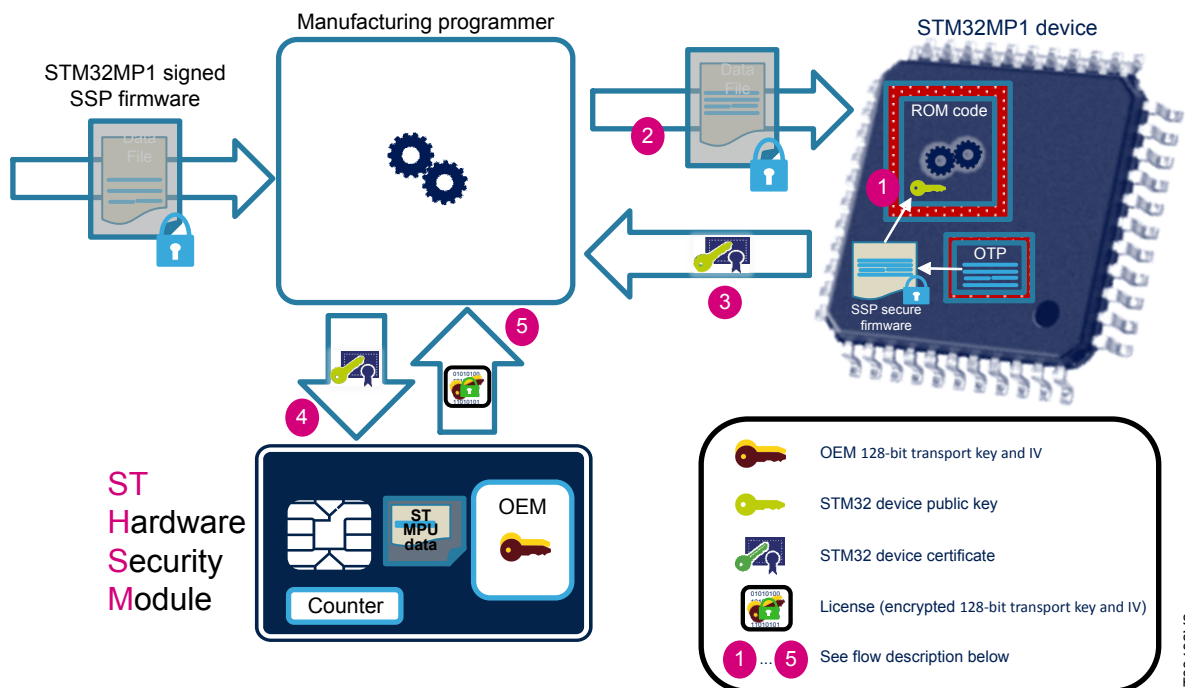 Manufacturing programmer
STM32MP1 device
STM32MP1 signed
SSP firmware
Data
File
Data
File
2
ROM code
1
OTP
SSP secure
firmware
3
5
01010100
11010101
4
ST
Hardware
Security
Module
ST
MPU
data
OEM
Counter
OEM 128-bit transport key and IV
STM32 device public key
STM32 device certificate
01010100
11010101
License (encrypted 128-bit transport key and IV)
1 ... 5 See flow description below